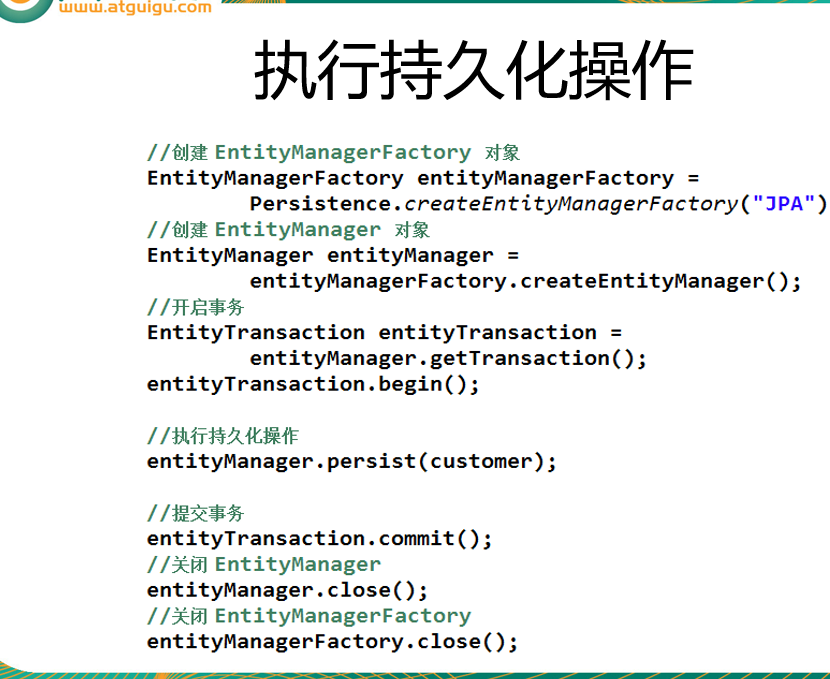 www.atguigu.com
执行持久化操作
//创建 EntityManagerFactory 对象
EntityManagerFactory entityManagerFactory =
Persistence.createEntityManagerFactory("JPA")
//创建 EntityManager 对象
EntityManager entityManager =
entityManagerFactory.createEntityManager();
//开启事务
EntityTransaction entityTransaction =
entityManager.getTransaction();
entityTransaction.begin();
//执行持久化操作
entityManager.persist(customer);
//提交事务
entityTransaction.commit();
//关闭 EntityManager
entityManager.close();
//关闭 EntityManagerFactory
entityManagerFactory.close();